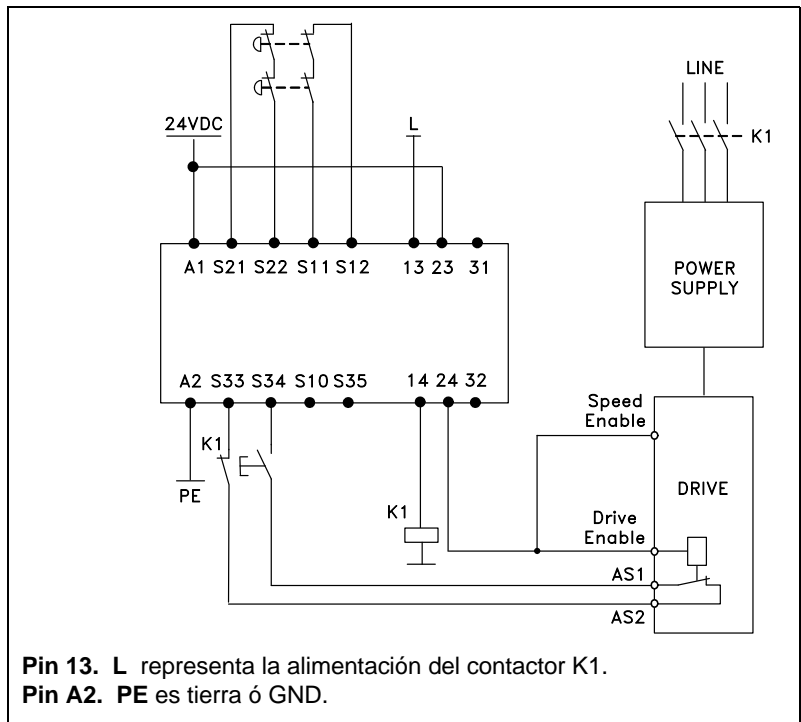 LINE
24VDC
L
K1
A1 S21 S22 S11 S12 13 23 31
POWER
SUPPLY
A2 S33 S34 S10 S35 14 24 32
Speed
Enable
K1
PE
DRIVE
K1
Drive
Enable
AS1
AS2
Pin 13. L representa la alimentación del contactor K1.
Pin A2. PE es tierra ó GND.